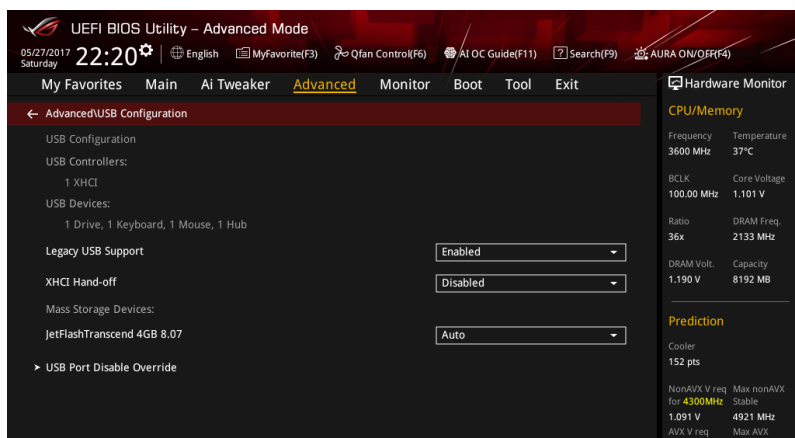 UEFI BIOS Utility – Advanced Mode
05/27/2017 Saturday 22:20 English MyFavorite(F3) Qfan Control(F6) AI OC Guide(F11) ? Search(F9) AURA ON/OFF(F4)
My Favorites Main Ai Tweaker Advanced Monitor Boot Tool Exit
Advanced\USB Configuration
USB Configuration
USB Controllers:
1 XHCI
USB Devices:
1 Drive, 1 Keyboard, 1 Mouse, 1 Hub
Legacy USB Support Enabled
XHCI Hand-off Disabled
Mass Storage Devices:
JetFlashTranscend 4GB 8.07 Auto
USB Port Disable Override
Hardware Monitor
CPU/Memory
Frequency Temperature
3600 MHz 37°C
BCLK Core Voltage
100.00 MHz 1.101 V
Ratio DRAM Freq.
36x 2133 MHz
DRAM Volt. Capacity
1.190 V 8192 MB
Prediction
Cooler
152 pts
NonAVX V req Max nonAVX
for 4300MHz Stable
1.091 V 4921 MHz
AVX V req Max AVX